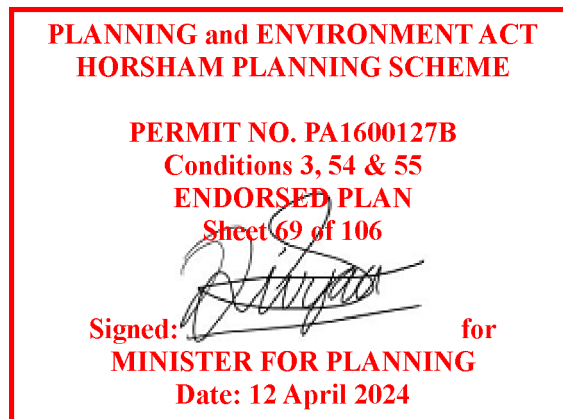 PLANNING and ENVIRONMENT ACT
HORSHAM PLANNING SCHEME
PERMIT NO. PA1600127B
Conditions 3, 54 & 55
ENDORSED PLAN
Sheet 69 of 106
Signed: for
MINISTER FOR PLANNING
Date: 12 April 2024